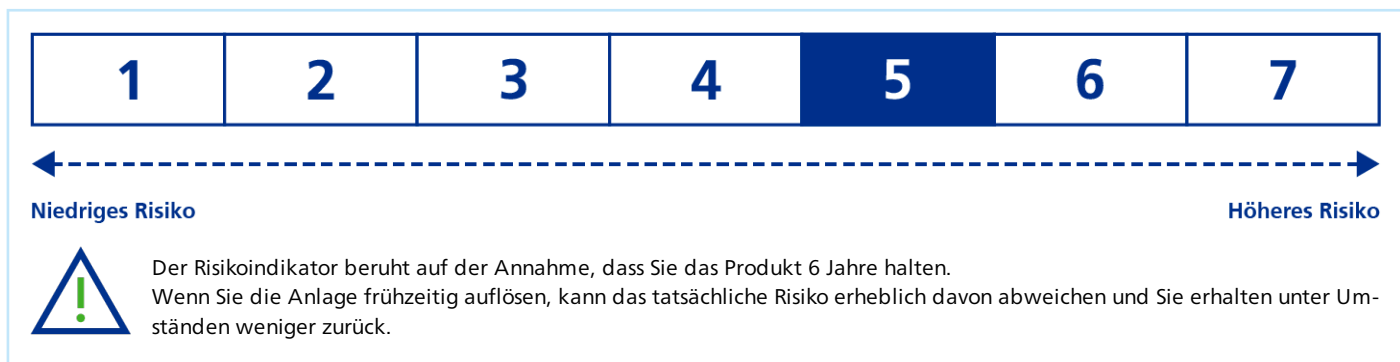 1 2 3 4 5 6 7
Niedriges Risiko Höheres Risiko
Der Risikoindikator beruht auf der Annahme, dass Sie das Produkt 6 Jahre halten.
Wenn Sie die Anlage frühzeitig auflösen, kann das tatsächliche Risiko erheblich davon abweichen und Sie erhalten unter Um-
ständen weniger zurück.